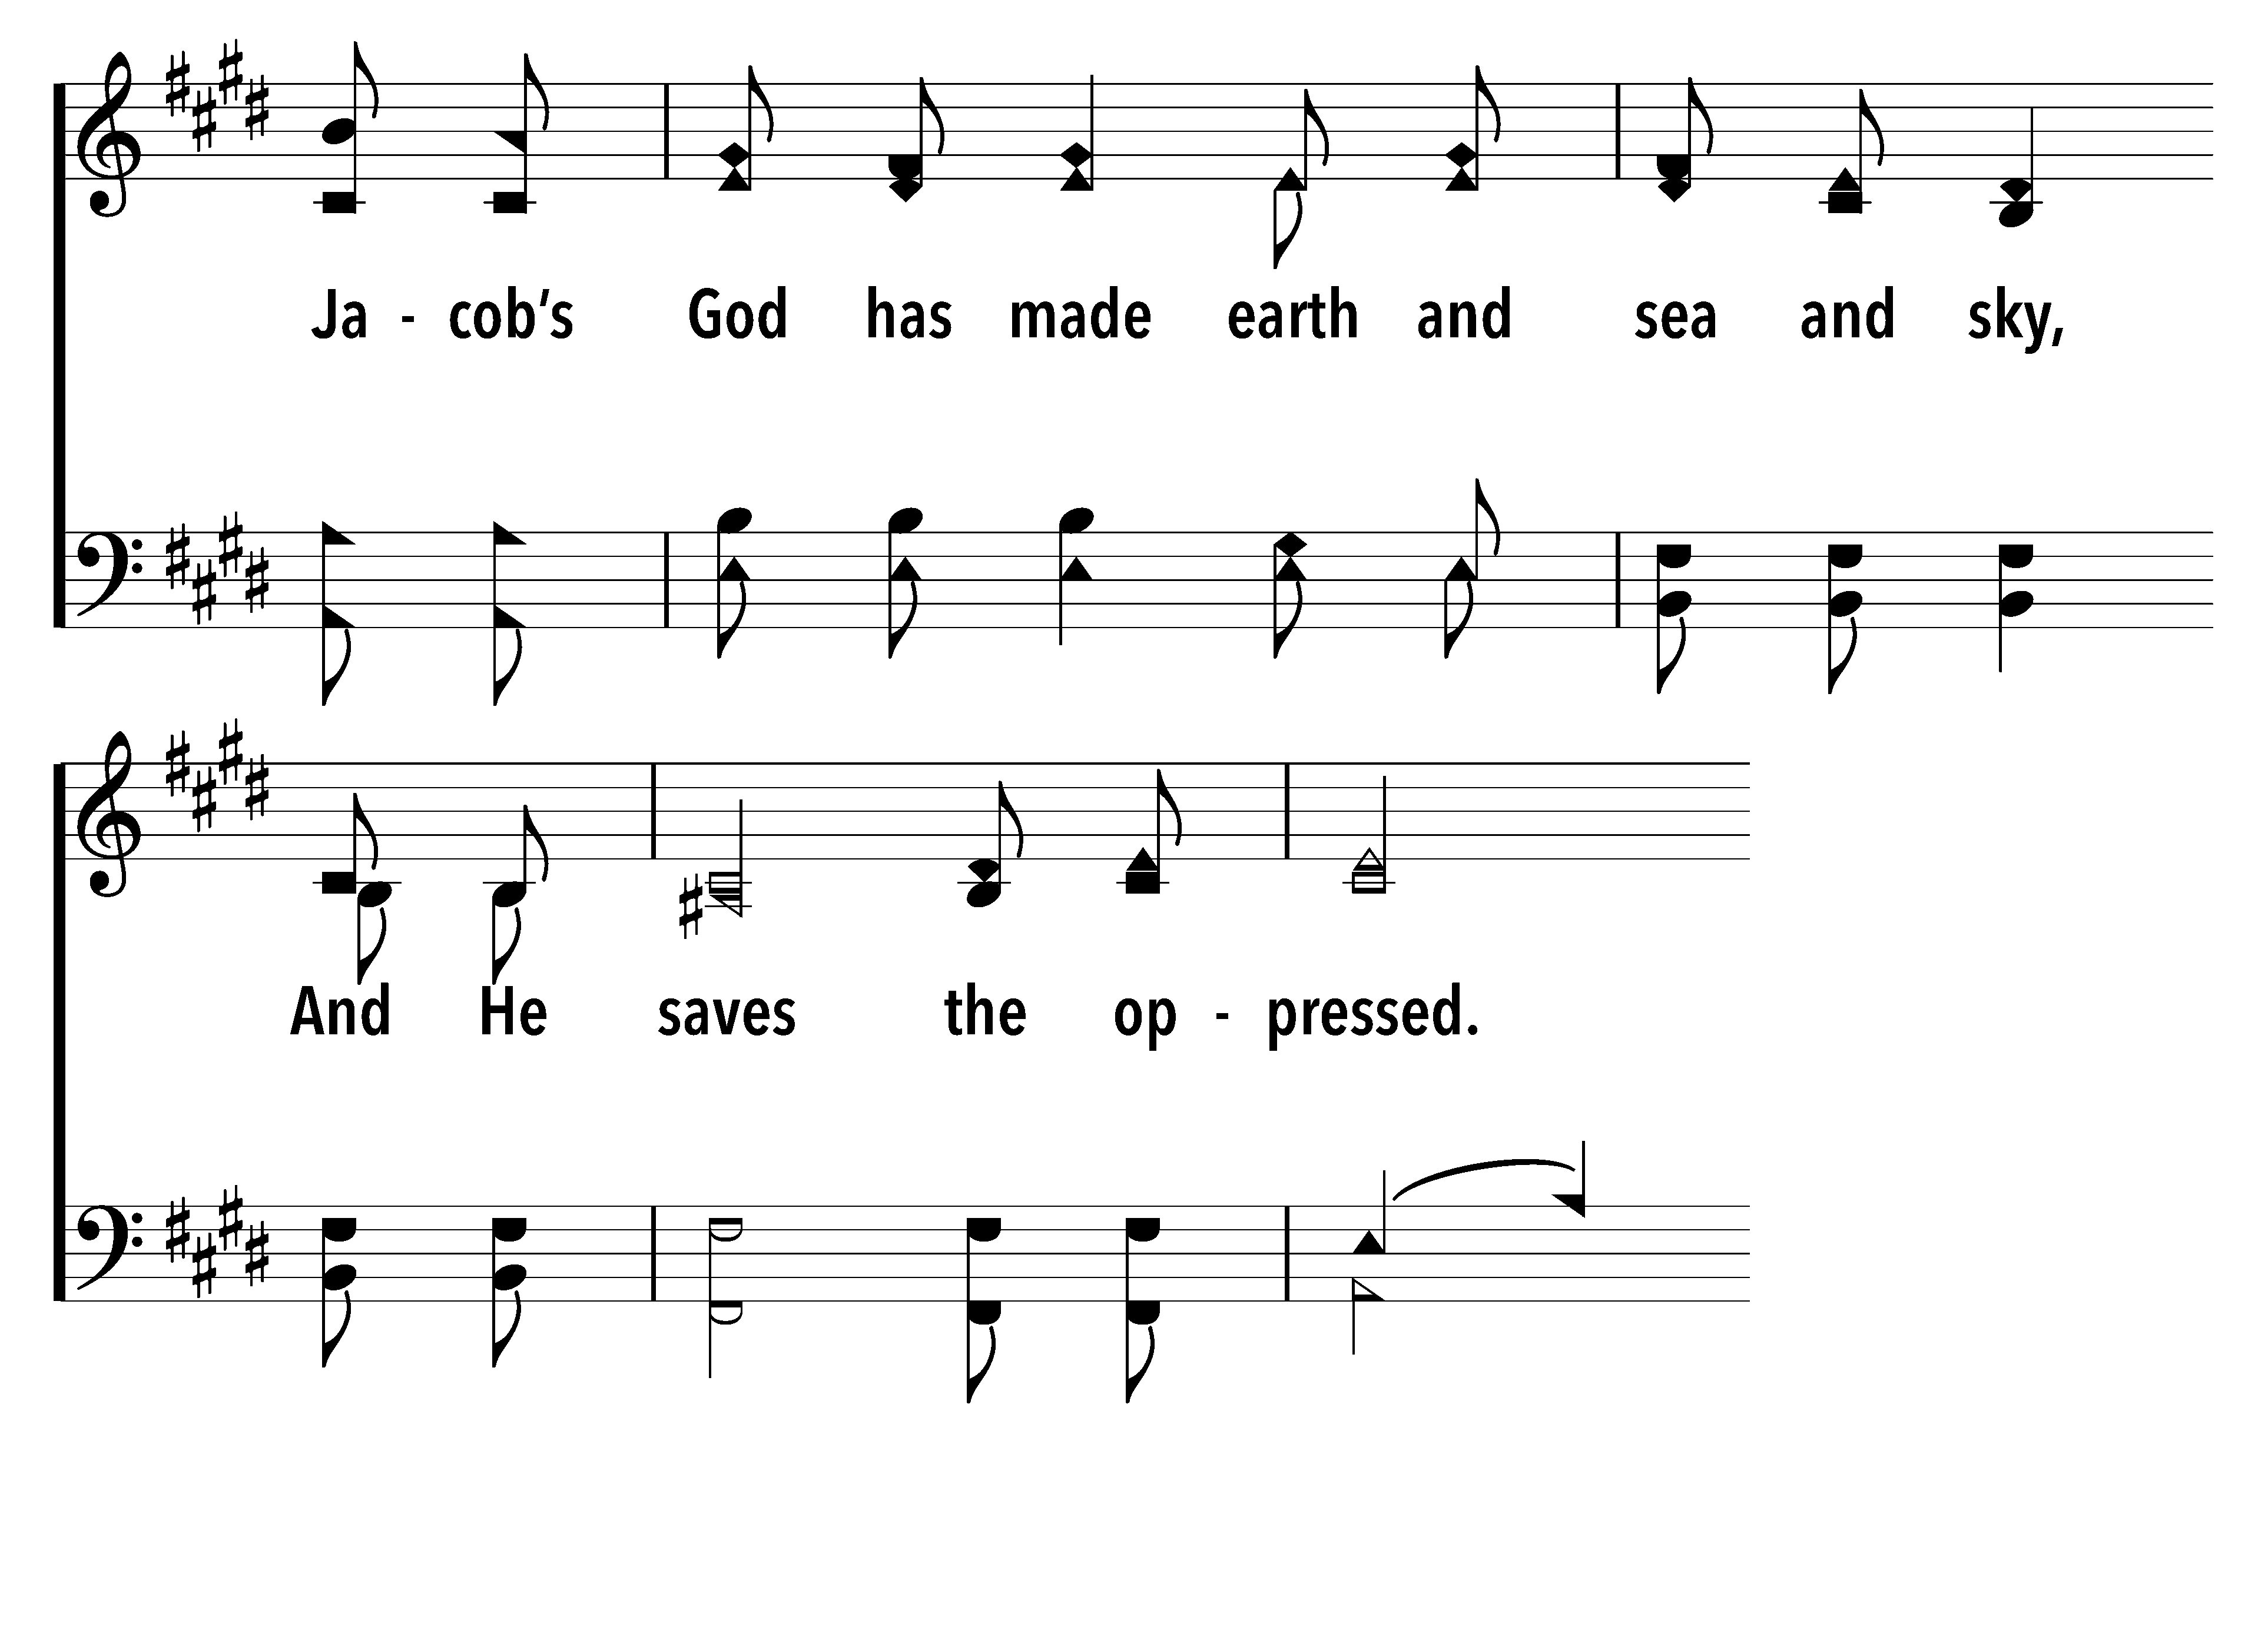 Ja - cob's God has made earth and sea and sky,
And He saves the op - pressed.